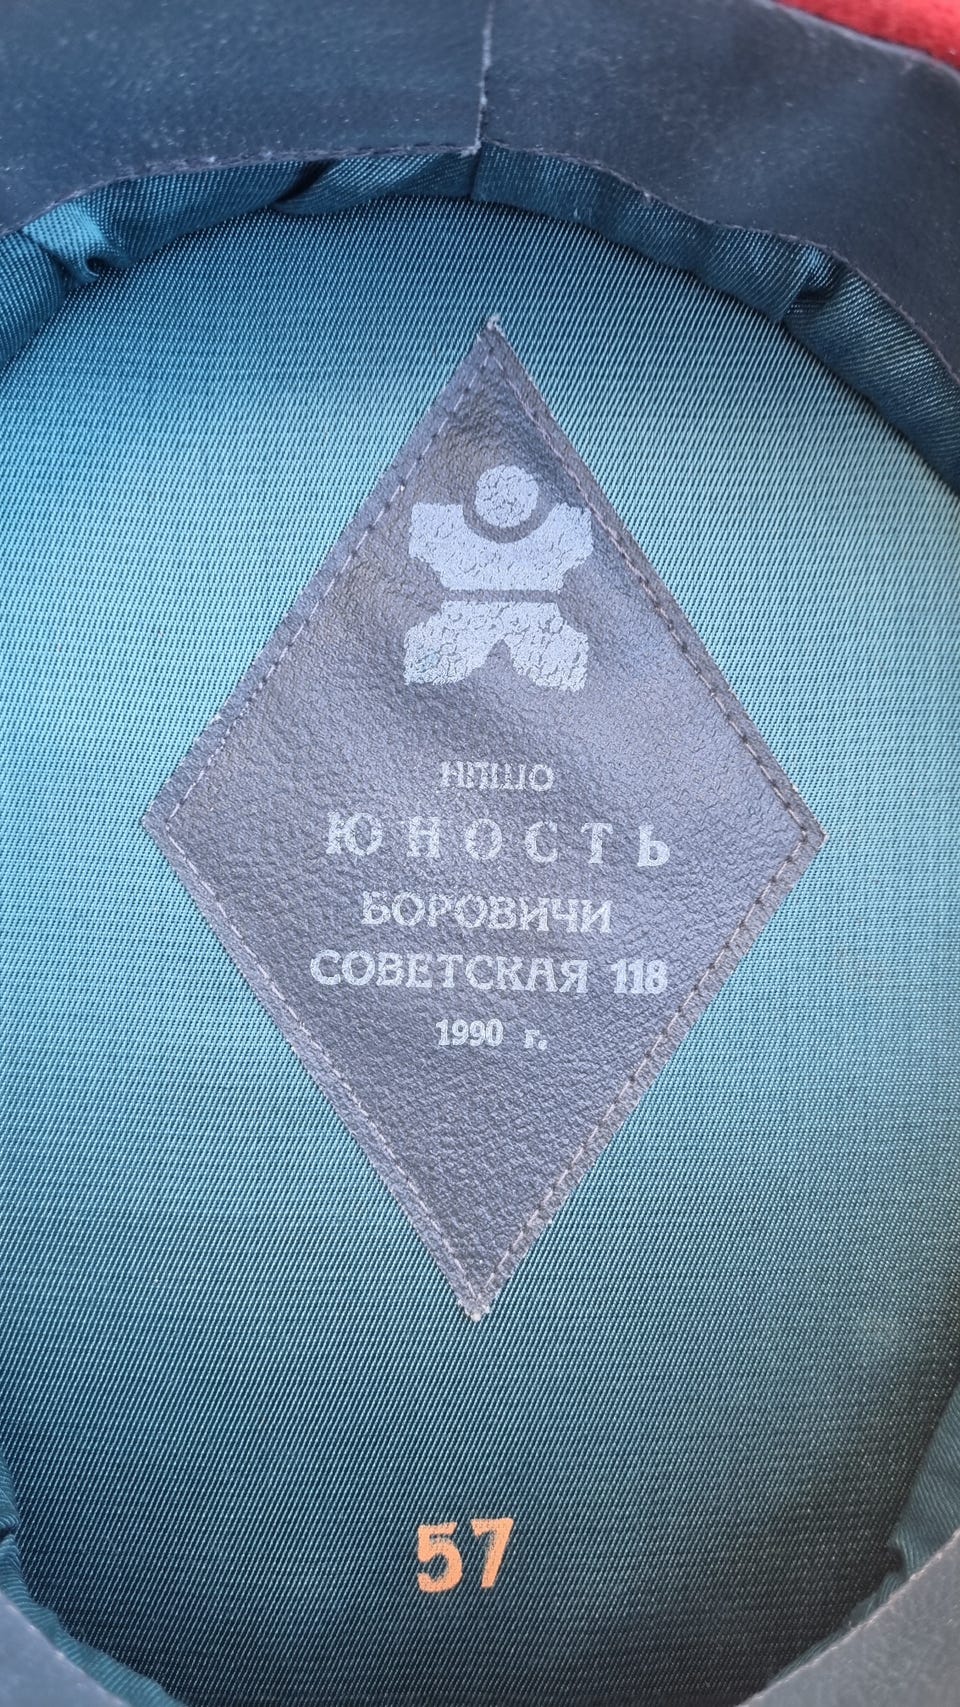 НПШО
ЮНОСТЬ
БОРОВИЧИ
СОВЕТСКАЯ 118
1990 г.
57